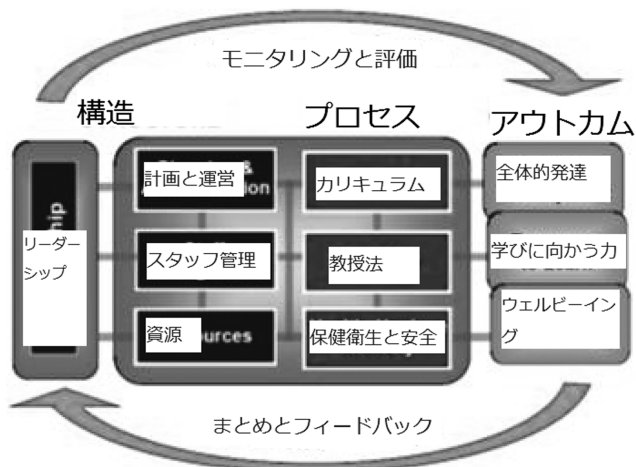 モニタリングと評価
構造
プロセス
アウトカム
リーダー
シップ
計画と運営
カリキュラム
全体的発達
スタッフ管理
教授法
学びに向かう力
資源
保健衛生と安全
ウェルビーイン
グ
まとめとフィードバック